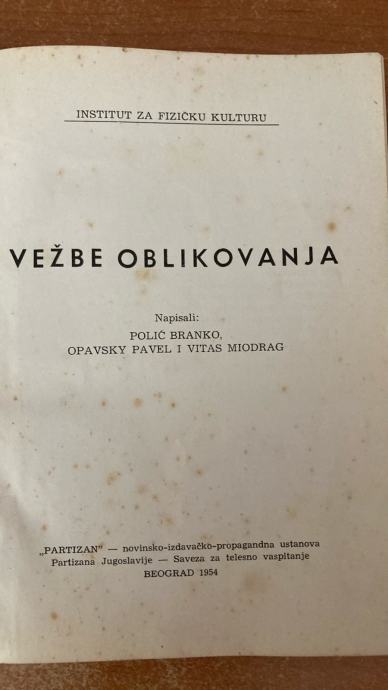 INSTITUT ZA FIZIČKU KULTURU
VEŽBE OBLIKOVANJA
Napisali:
POLIĆ BRANKO,
OPAVSKY PAVEL I VITAS MIODRAG
„PARTIZAN" — novinsko-izdavačko-propagandna ustanova
Partizana Jugoslavije — Saveza za telesno vaspitanje
BEOGRAD 1954